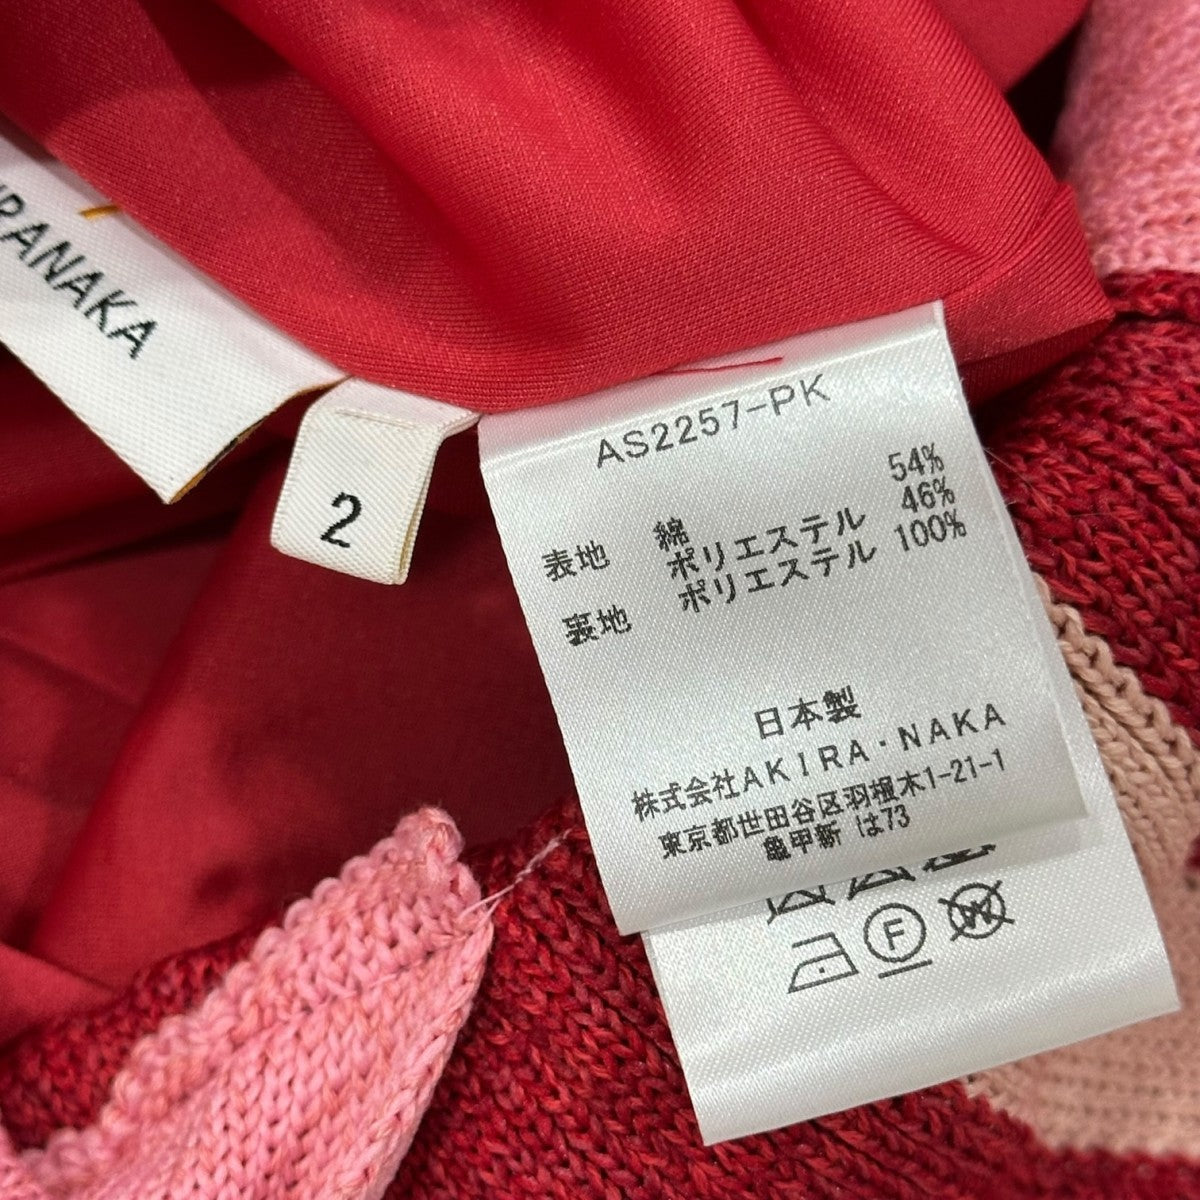 IRANAKA
2
AS2257-PK
表地 綿 54%
ポリエステル 46%
裏地 ポリエステル 100%
日本製
株式会社AKIRA・NAKA
東京都世田谷区羽根木1-21-1
亀甲新 は73
F
W